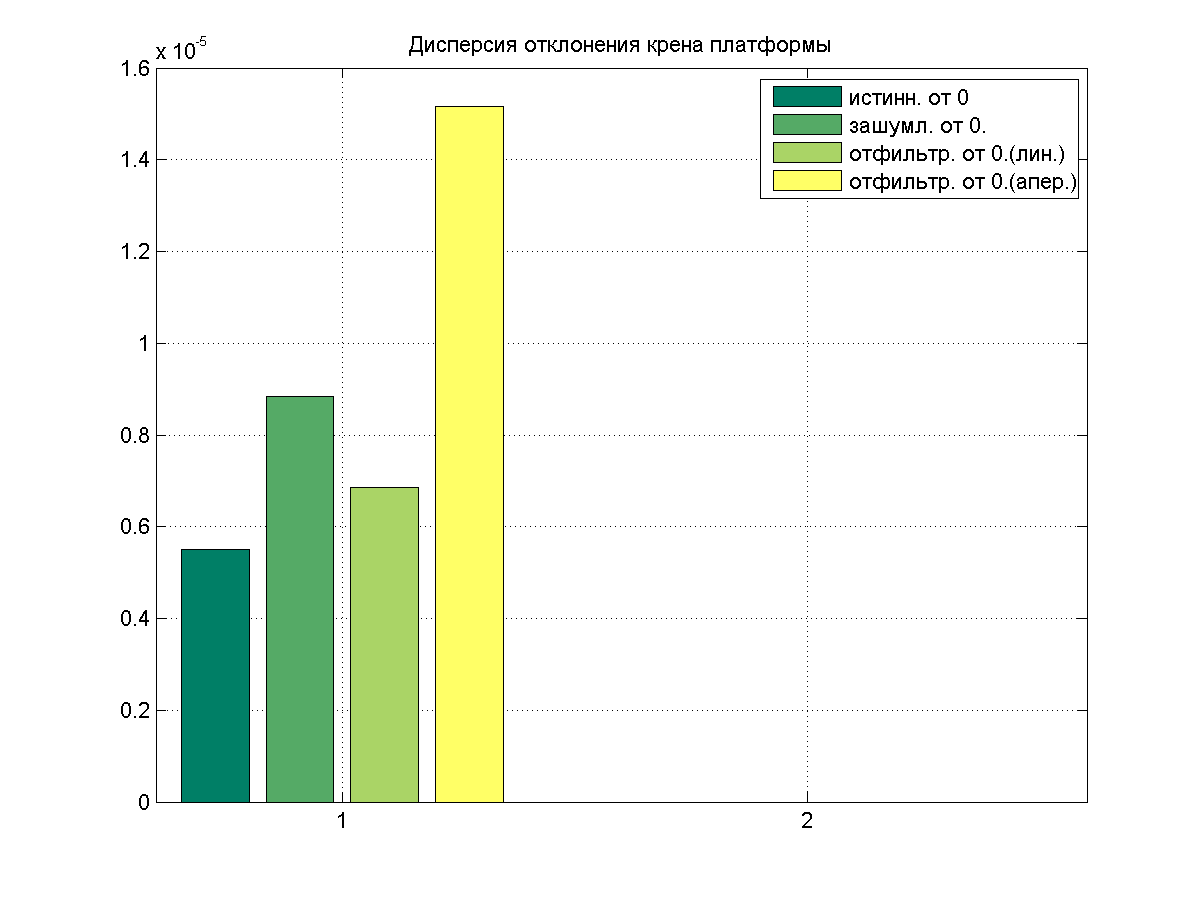 Дисперсия отклонения крена платформы
x 10^-5
1.6
1.4
1.2
1
0.8
0.6
0.4
0.2
0
1
2
истинн. от 0
зашумл. от 0.
отфильтр. от 0.(лин.)
отфильтр. от 0.(апер.)